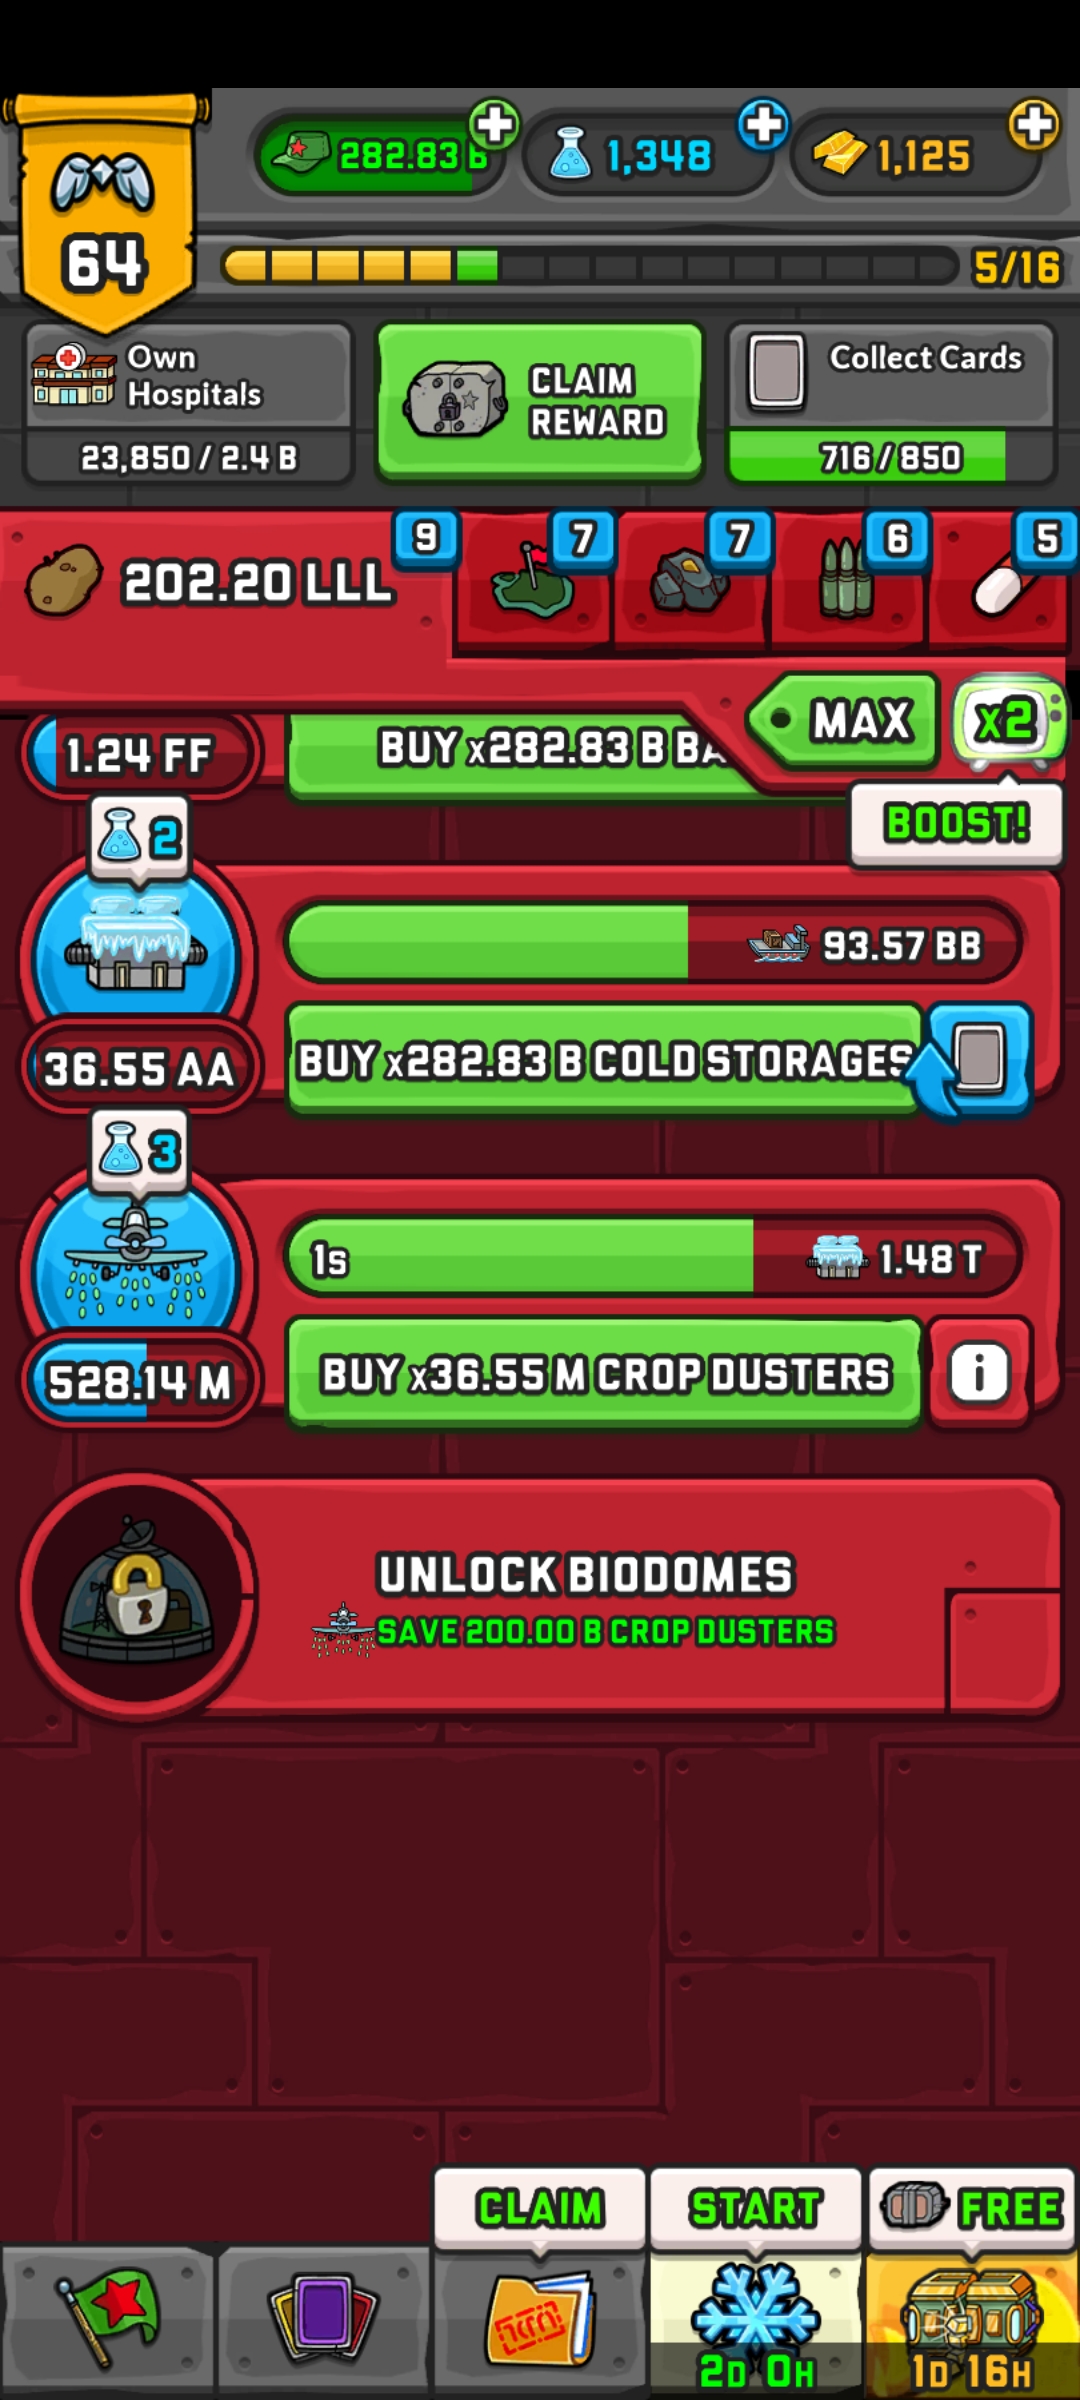 282.83 B
1,348
1,125
64
5/16
Own
Hospitals
23,850 / 2.4 B
CLAIM
REWARD
Collect Cards
716 / 850
202.20 LLL
9
7
7
6
5
MAX
x2
BOOST!
1.24 FF
BUY x282.83 B BA
2
93.57 BB
36.55 AA
BUY x282.83 B COLD STORAGES
3
1s
1.48 T
528.14 M
BUY x36.55 M CROP DUSTERS
i
UNLOCK BIODOMES
SAVE 200.00 B CROP DUSTERS
CLAIM
START
FREE
2D 0H
1D 16H